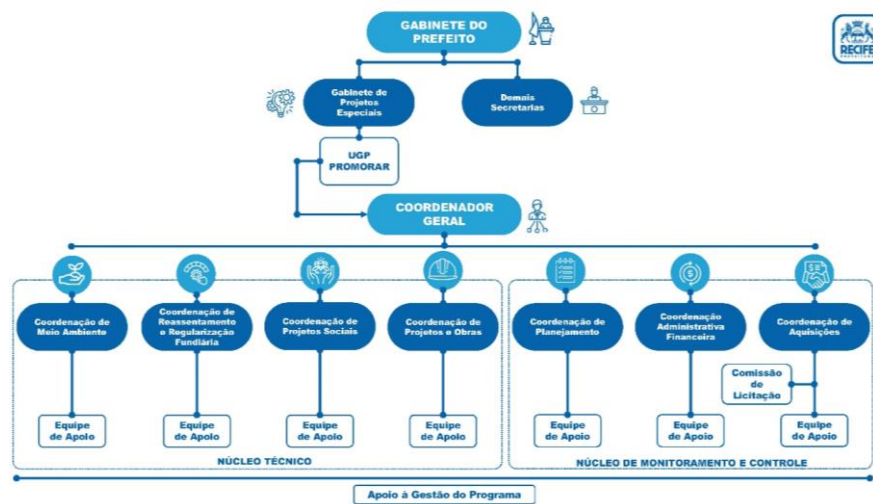 GABINETE DO
PREFEITO
RECIFE
PREFEITURA
Gabinete de
Projetos
Especiais
Demais
Secretarias
UGP
PROMORAR
COORDENADOR
GERAL
Coordenação de
Meio Ambiente
Coordenação de
Reassentamento
e Regularização
Fundiária
Coordenação de
Projetos Sociais
Coordenação de
Projetos e Obras
Coordenação de
Planejamento
Coordenação
Administrativa
Financeira
Coordenação de
Aquisições
Comissão
de
Licitação
Equipe
de Apoio
Equipe
de Apoio
Equipe
de Apoio
Equipe
de Apoio
Equipe
de Apoio
Equipe
de Apoio
Equipe
de Apoio
NÚCLEO TÉCNICO
NÚCLEO DE MONITORAMENTO E CONTROLE
Apoio à Gestão do Programa